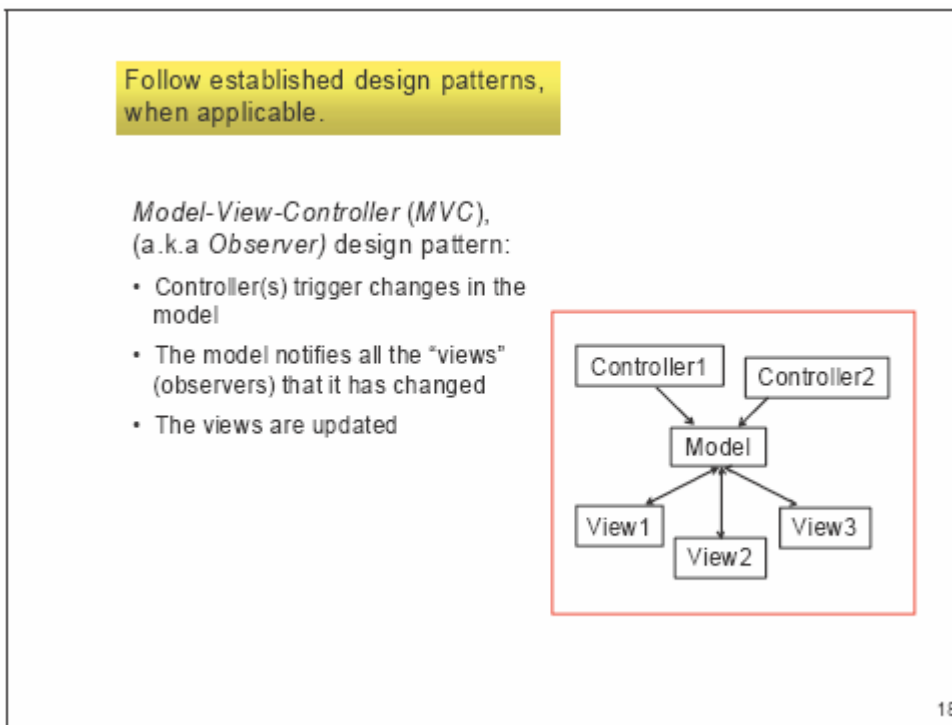 Follow established design patterns,
when applicable.
Model-View-Controller (MVC),
(a.k.a Observer) design pattern:
• Controller(s) trigger changes in the
model
• The model notifies all the “views”
(observers) that it has changed
• The views are updated
Controller1
Controller2
Model
View1
View2
View3